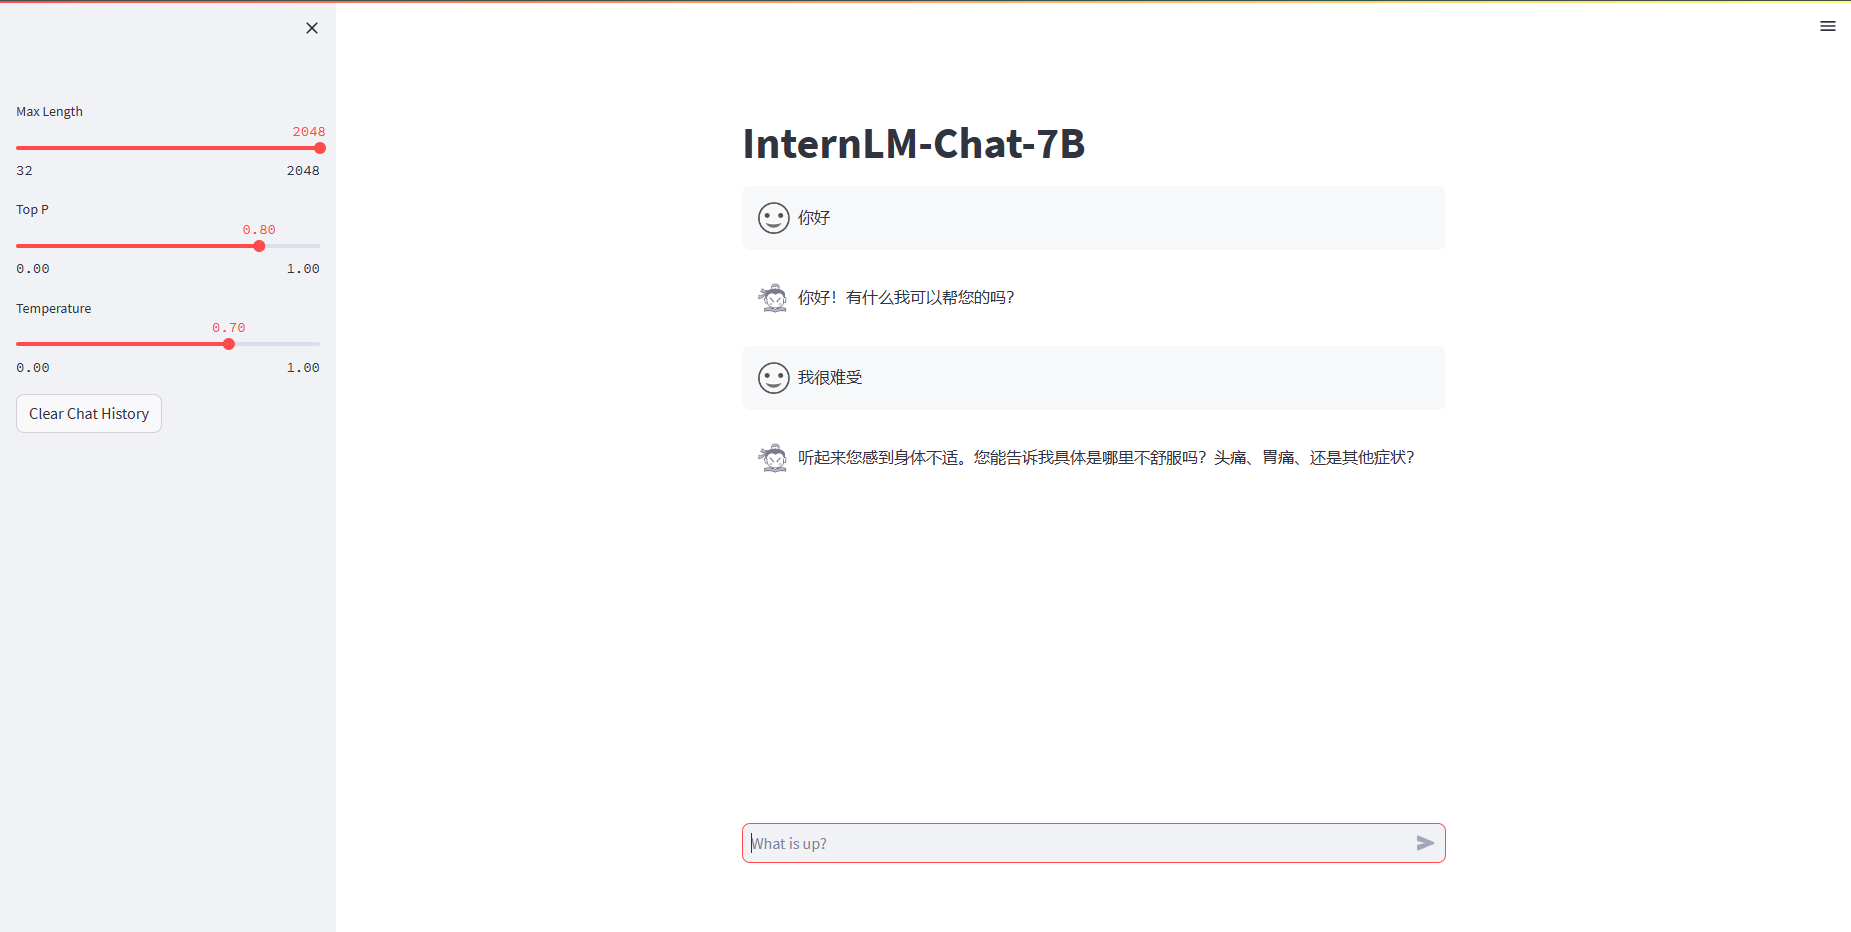 Max Length
2048
32 2048
Top P
0.80
0.00 1.00
Temperature
0.70
0.00 1.00
Clear Chat History
InternLM-Chat-7B
你好
你好！有什么我可以帮您的吗？
我很难受
听起来您感到身体不适。您能告诉我具体是哪里不舒服吗？头痛、胃痛、还是其他症状？
What is up?